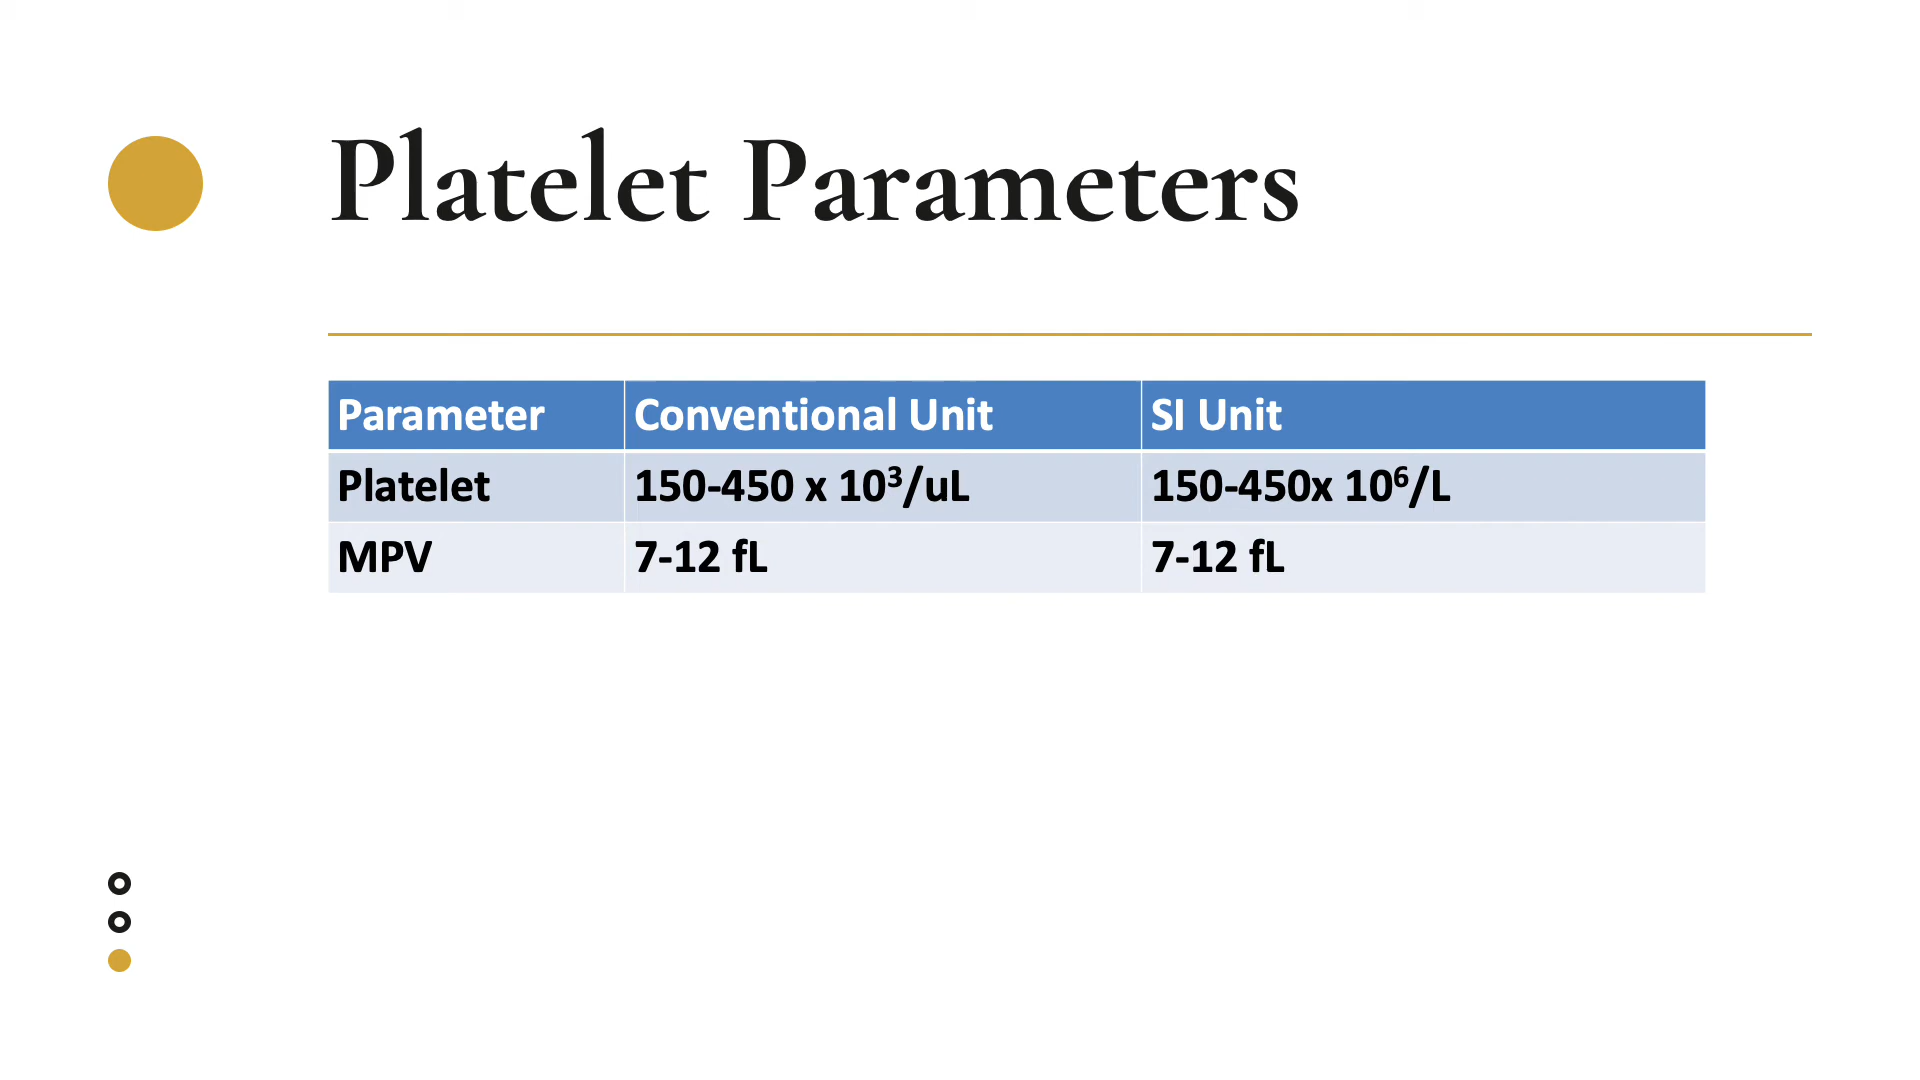 Platelet Parameters
Parameter Conventional Unit SI Unit
Platelet 150-450 x 10³/uL 150-450x 10⁶/L
MPV 7-12 fL 7-12 fL